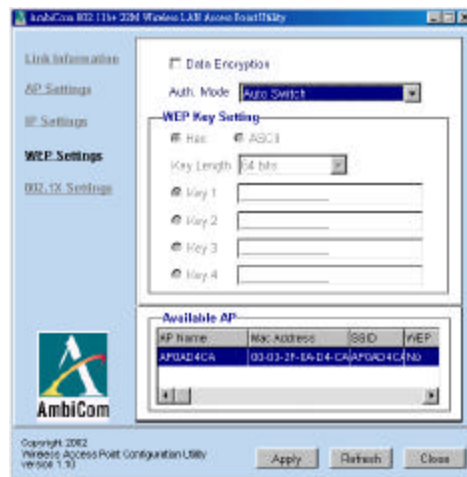 AmbiCom 802.11b+ 22M Wireless LAN Access Point Utility
Link Information
AP Settings
IP Settings
WEP Settings
802.1X Settings
Data Encryption
Auth. Mode Auto Switch
WEP Key Setting
Hex ASCII
Key Length 64 bits
Key 1
Key 2
Key 3
Key 4
Available AP
AP Name Mac Address SSID WEP
AP0AD4CA 00-03-2F-0A-D4-CA AP0AD4CA No
AmbiCom
Copyright 2002
Wireless Access Point Configuration Utility
version 1.10
Apply Refresh Close